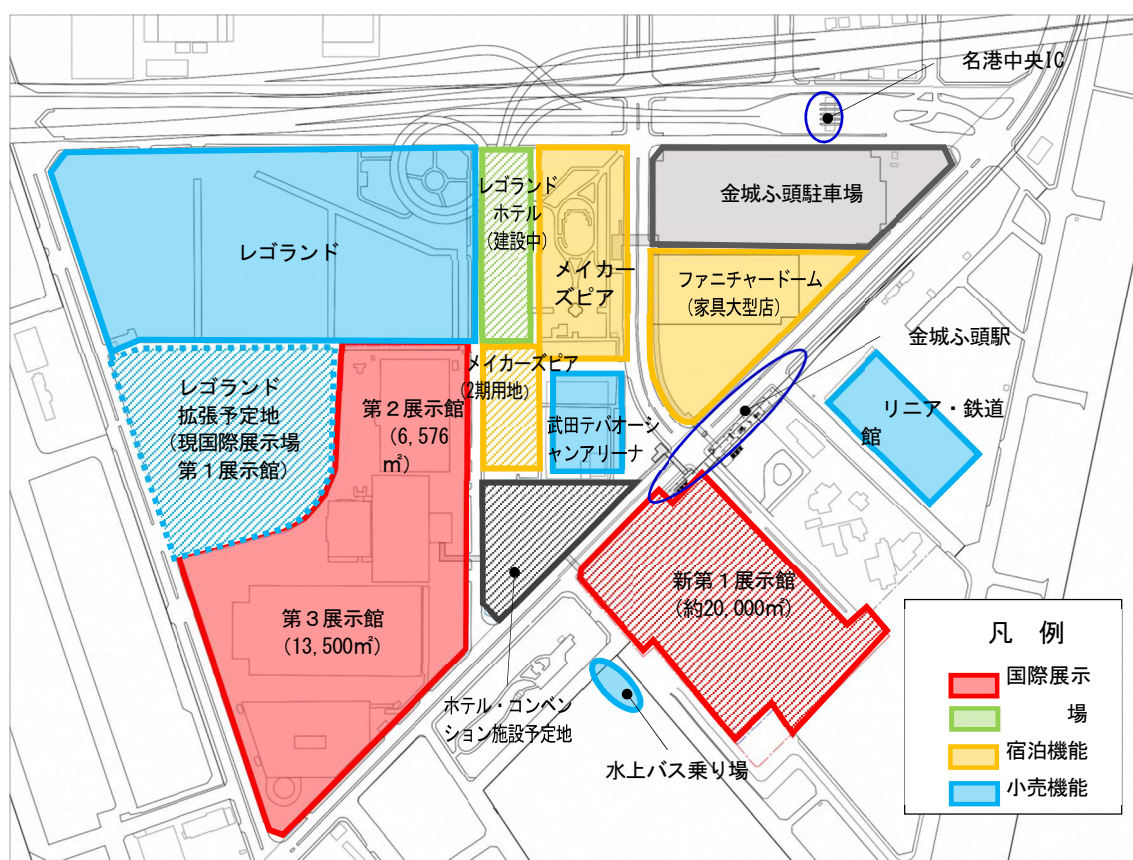 名港中央IC
金城ふ頭駐車場
レゴランド
ホテル
(建設中)
レゴランド
メイカー
ズピア
ファニチャードーム
(家具大型店)
金城ふ頭駅
リニア・鉄道
館
レゴランド
拡張予定地
(現国際展示場
第1展示館)
第2展示館
(6,576
㎡)
メイカーズピア
(2期用地)
武田テバオーシ
ャンアリーナ
新第1展示館
(約20,000㎡)
第3展示館
(13,500㎡)
ホテル・コンベン
ション施設予定地
水上バス乗り場
凡 例
国際展示
場
宿泊機能
小売機能